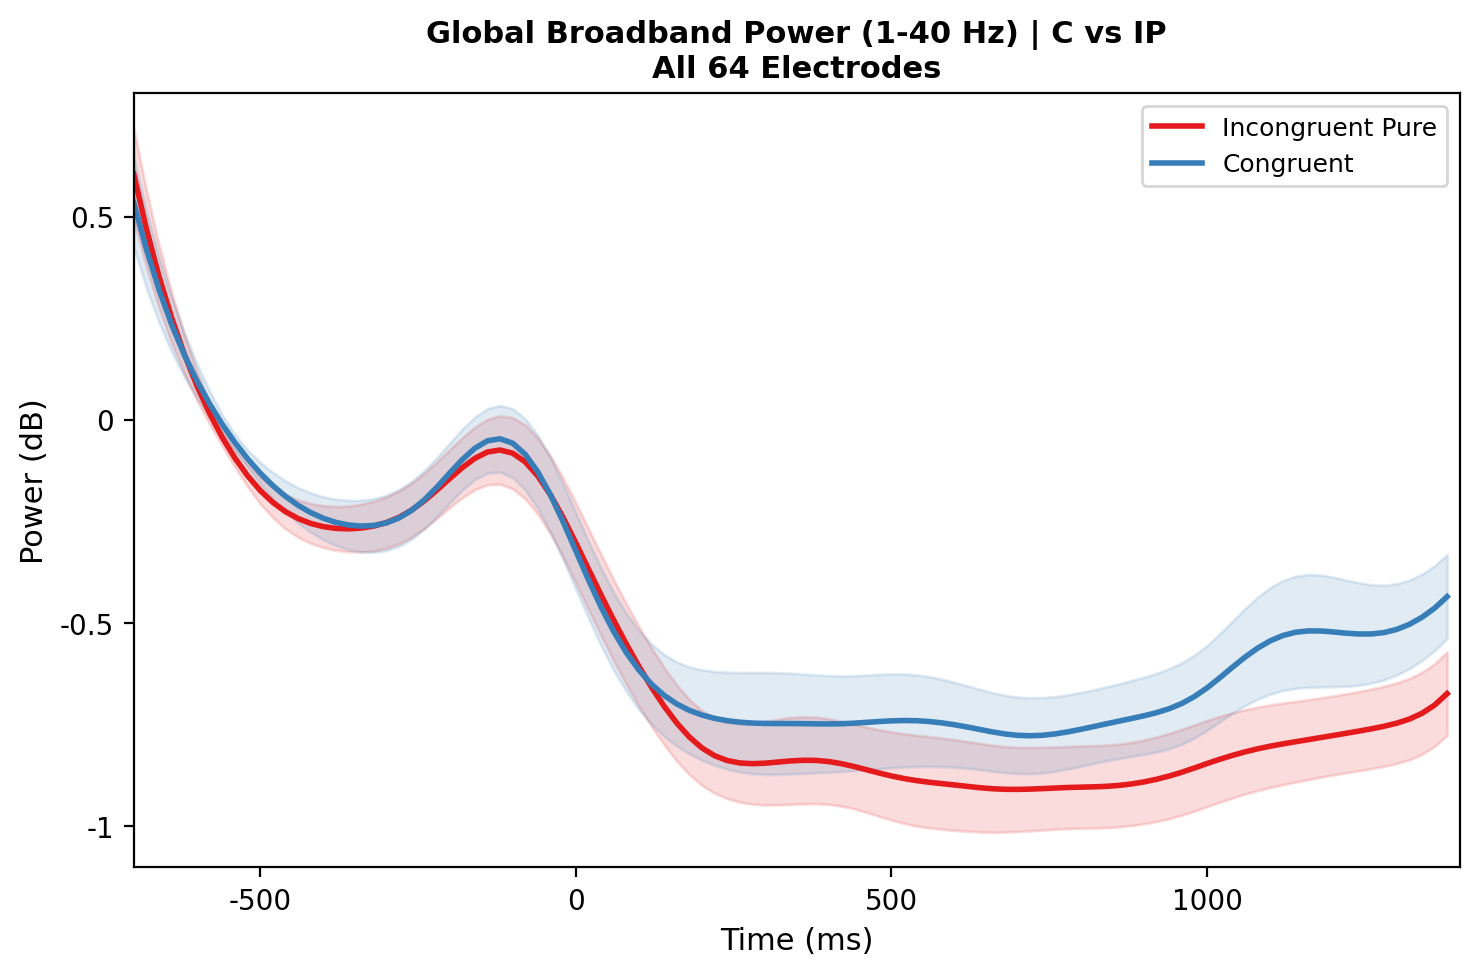 Global Broadband Power (1-40 Hz) | C vs IP
All 64 Electrodes
Incongruent Pure
Congruent
Power (dB)
0.5
0
-0.5
-1
-500
0
500
1000
Time (ms)